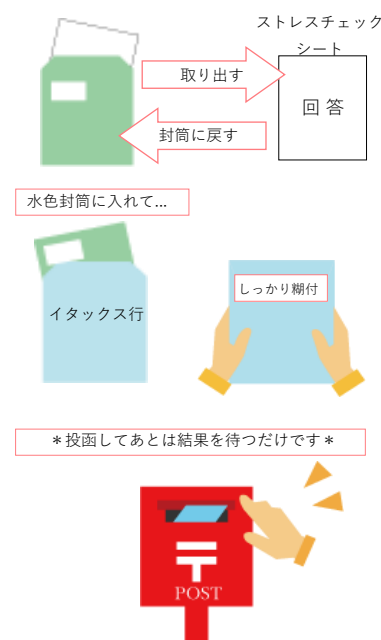 ストレスチェック
シート
取り出す
回 答
封筒に戻す
水色封筒に入れて...
イタックス行
しっかり糊付
＊投函してあとは結果を待つだけです＊
〒
POST